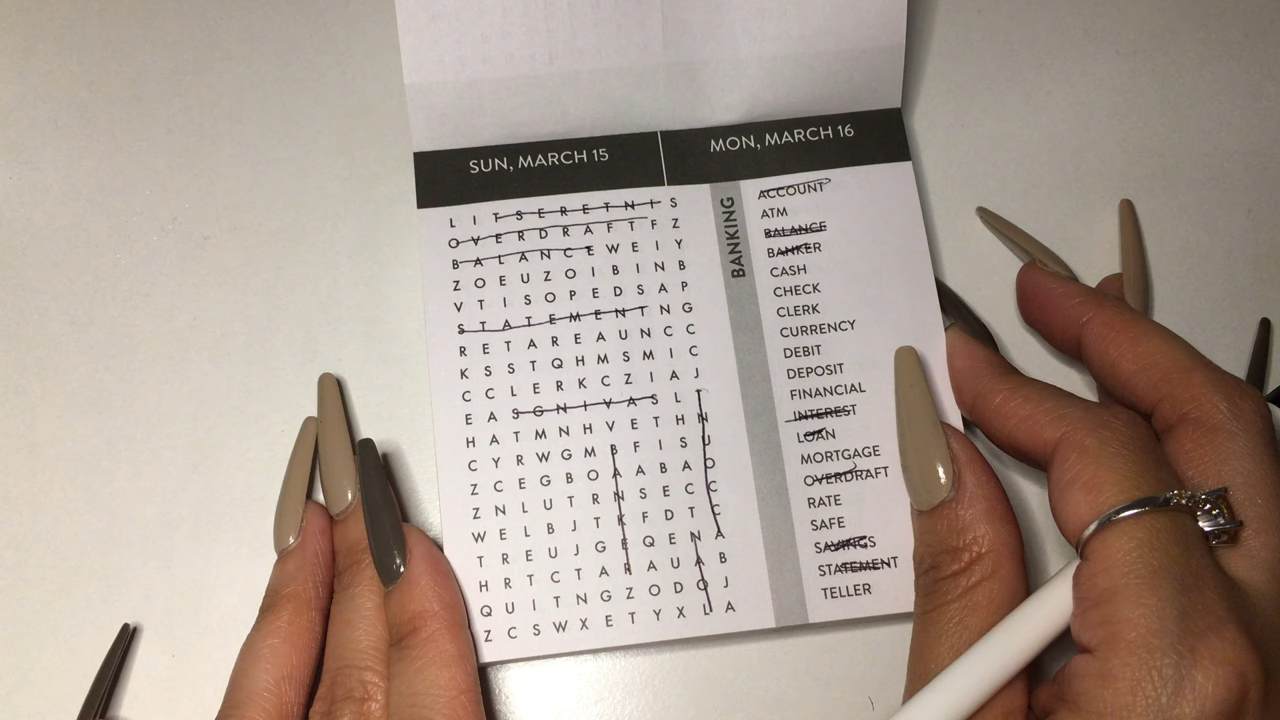 SUN, MARCH 15
MON, MARCH 16
L I T S E R E T N I S
O V E R D R A F T F Z
B A L A N C E W E I Y
Z O E U Z O I B I N B
V T I S O P E D S A P
S T A T E M E N T N G
R E T A R E A U N C C
K S S T Q H M S M I C
C C L E R K C Z I A J
E A S G N I V A S L T
H A T M N H V E T H N
C Y R W G M B F I S U
Z C E G B O A A B A O
Z N L U T R N S E C C
W E L B J T K F D T C
T R E U J G E Q E N A
H R T C T A R A U A B
Q U I T N G Z O D O J
Z C S W X E T Y X L A
BANKING
ACCOUNT
ATM
BALANCE
BANKER
CASH
CHECK
CLERK
CURRENCY
DEBIT
DEPOSIT
FINANCIAL
INTEREST
LOAN
MORTGAGE
OVERDRAFT
RATE
SAFE
SAVINGS
STATEMENT
TELLER